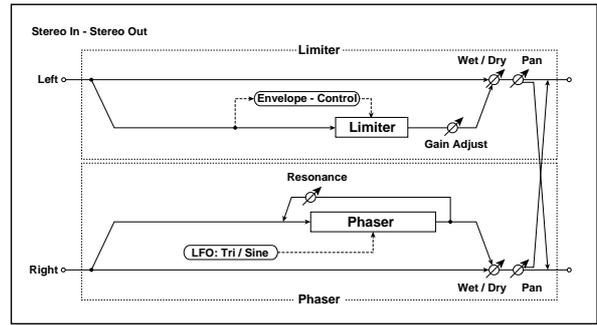 Stereo In - Stereo Out
Limiter
Wet / Dry Pan
Left
Envelope - Control
Limiter
Gain Adjust
Resonance
Phaser
LFO: Tri / Sine
Right
Wet / Dry Pan
Phaser